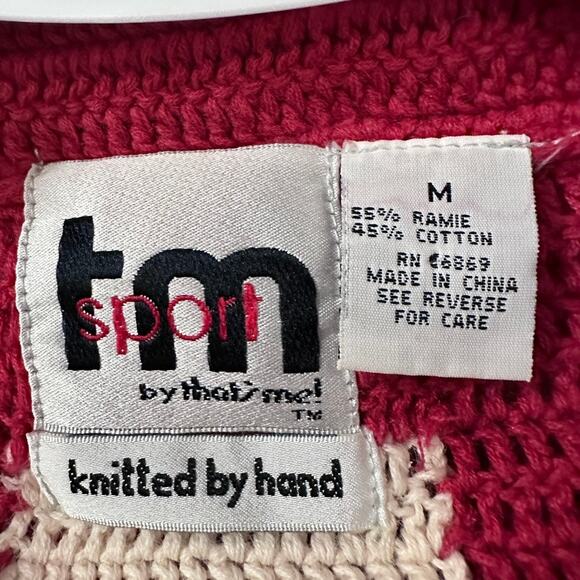 tm
sport
by that's me!
TM
knitted by hand
M
55% RAMIE
45% COTTON
RN
MADE IN CHINA
SEE REVERSE
FOR CARE